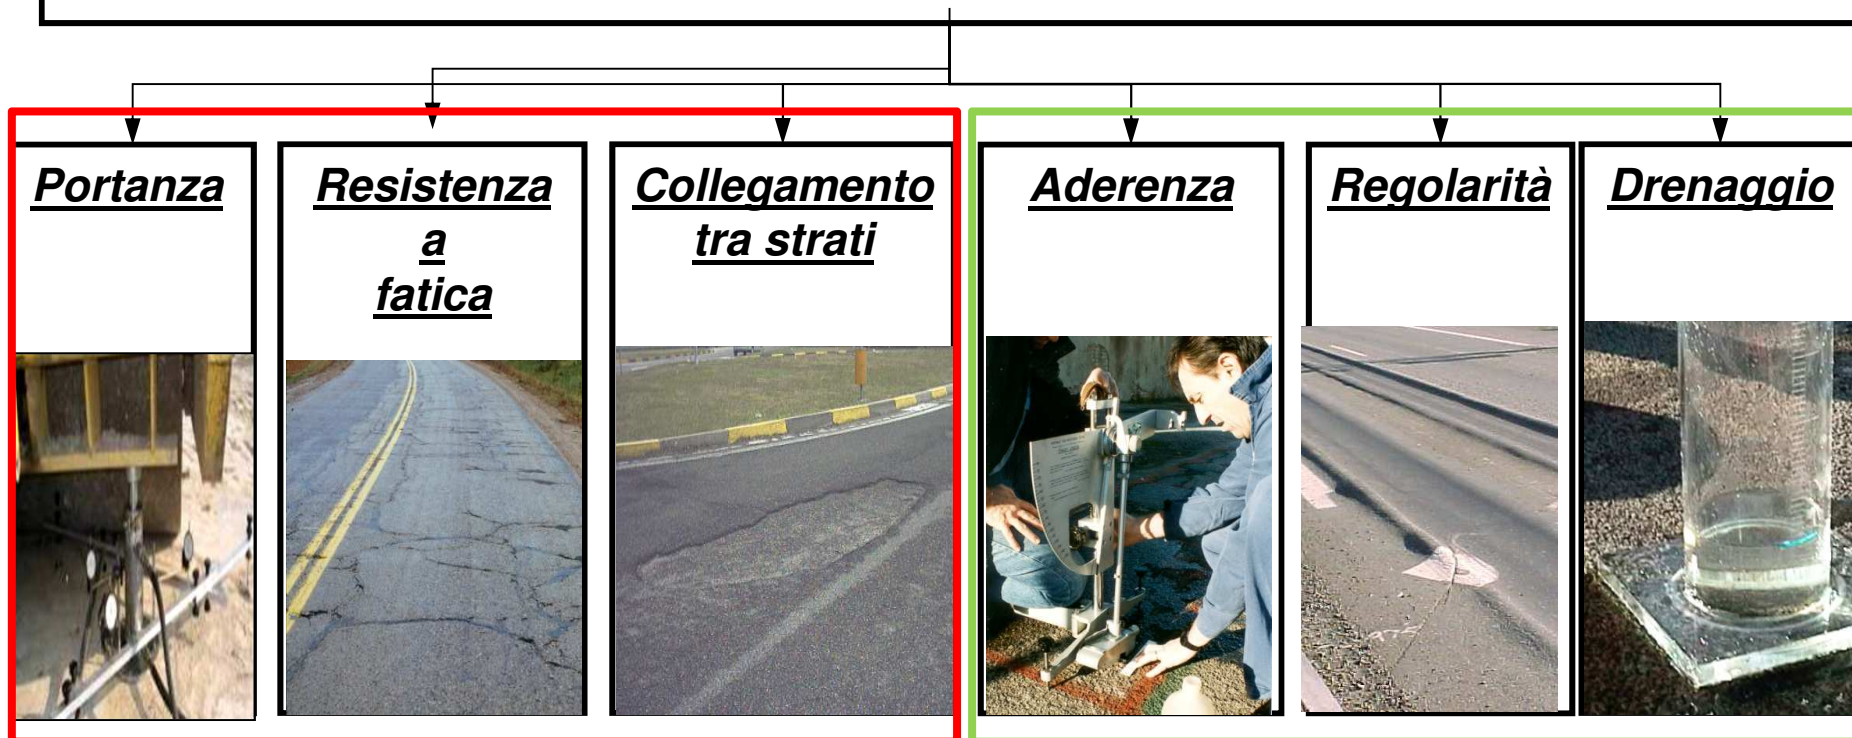 Portanza
Resistenza
a
fatica
Collegamento
tra strati
Aderenza
Regolarità
Drenaggio